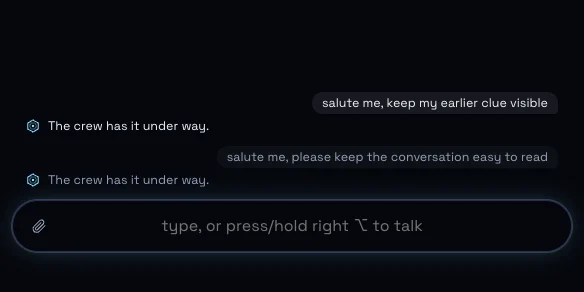 salute me, keep my earlier clue visible
The crew has it under way.
salute me, please keep the conversation easy to read
The crew has it under way.
type, or press/hold right ⌥ to talk